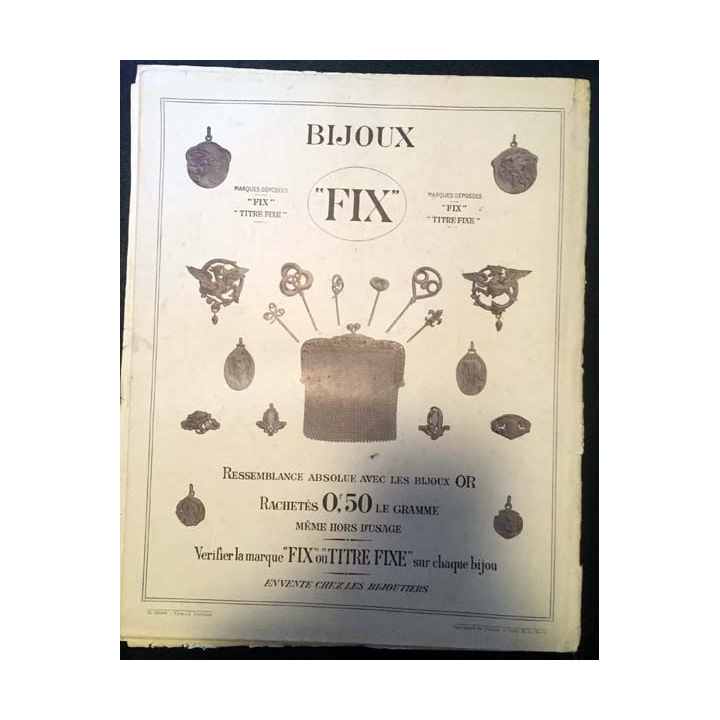 BIJOUX
MARQUES DÉPOSÉES
"FIX"
"TITRE FIXE"
"FIX"
MARQUES DÉPOSÉES
"FIX"
"TITRE FIXE"
RESSEMBLANCE ABSOLUE AVEC LES BIJOUX OR
RACHETÉS 0,F50 LE GRAMME
MÊME HORS D'USAGE
Verifier la marque "FIX" ou "TITRE FIXE" sur chaque bijou
EN VENTE CHEZ LES BIJOUTIERS